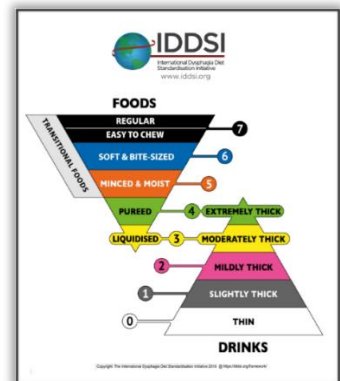 IDDSI
International Dysphagia Diet
Standardisation Initiative
www.iddsi.org
FOODS
TRANSITIONAL FOODS
REGULAR
EASY TO CHEW
7
SOFT & BITE-SIZED
6
MINCED & MOIST
5
PUREED
4
EXTREMELY THICK
LIQUIDISED
3
MODERATELY THICK
2
MILDLY THICK
1
SLIGHTLY THICK
0
THIN
DRINKS